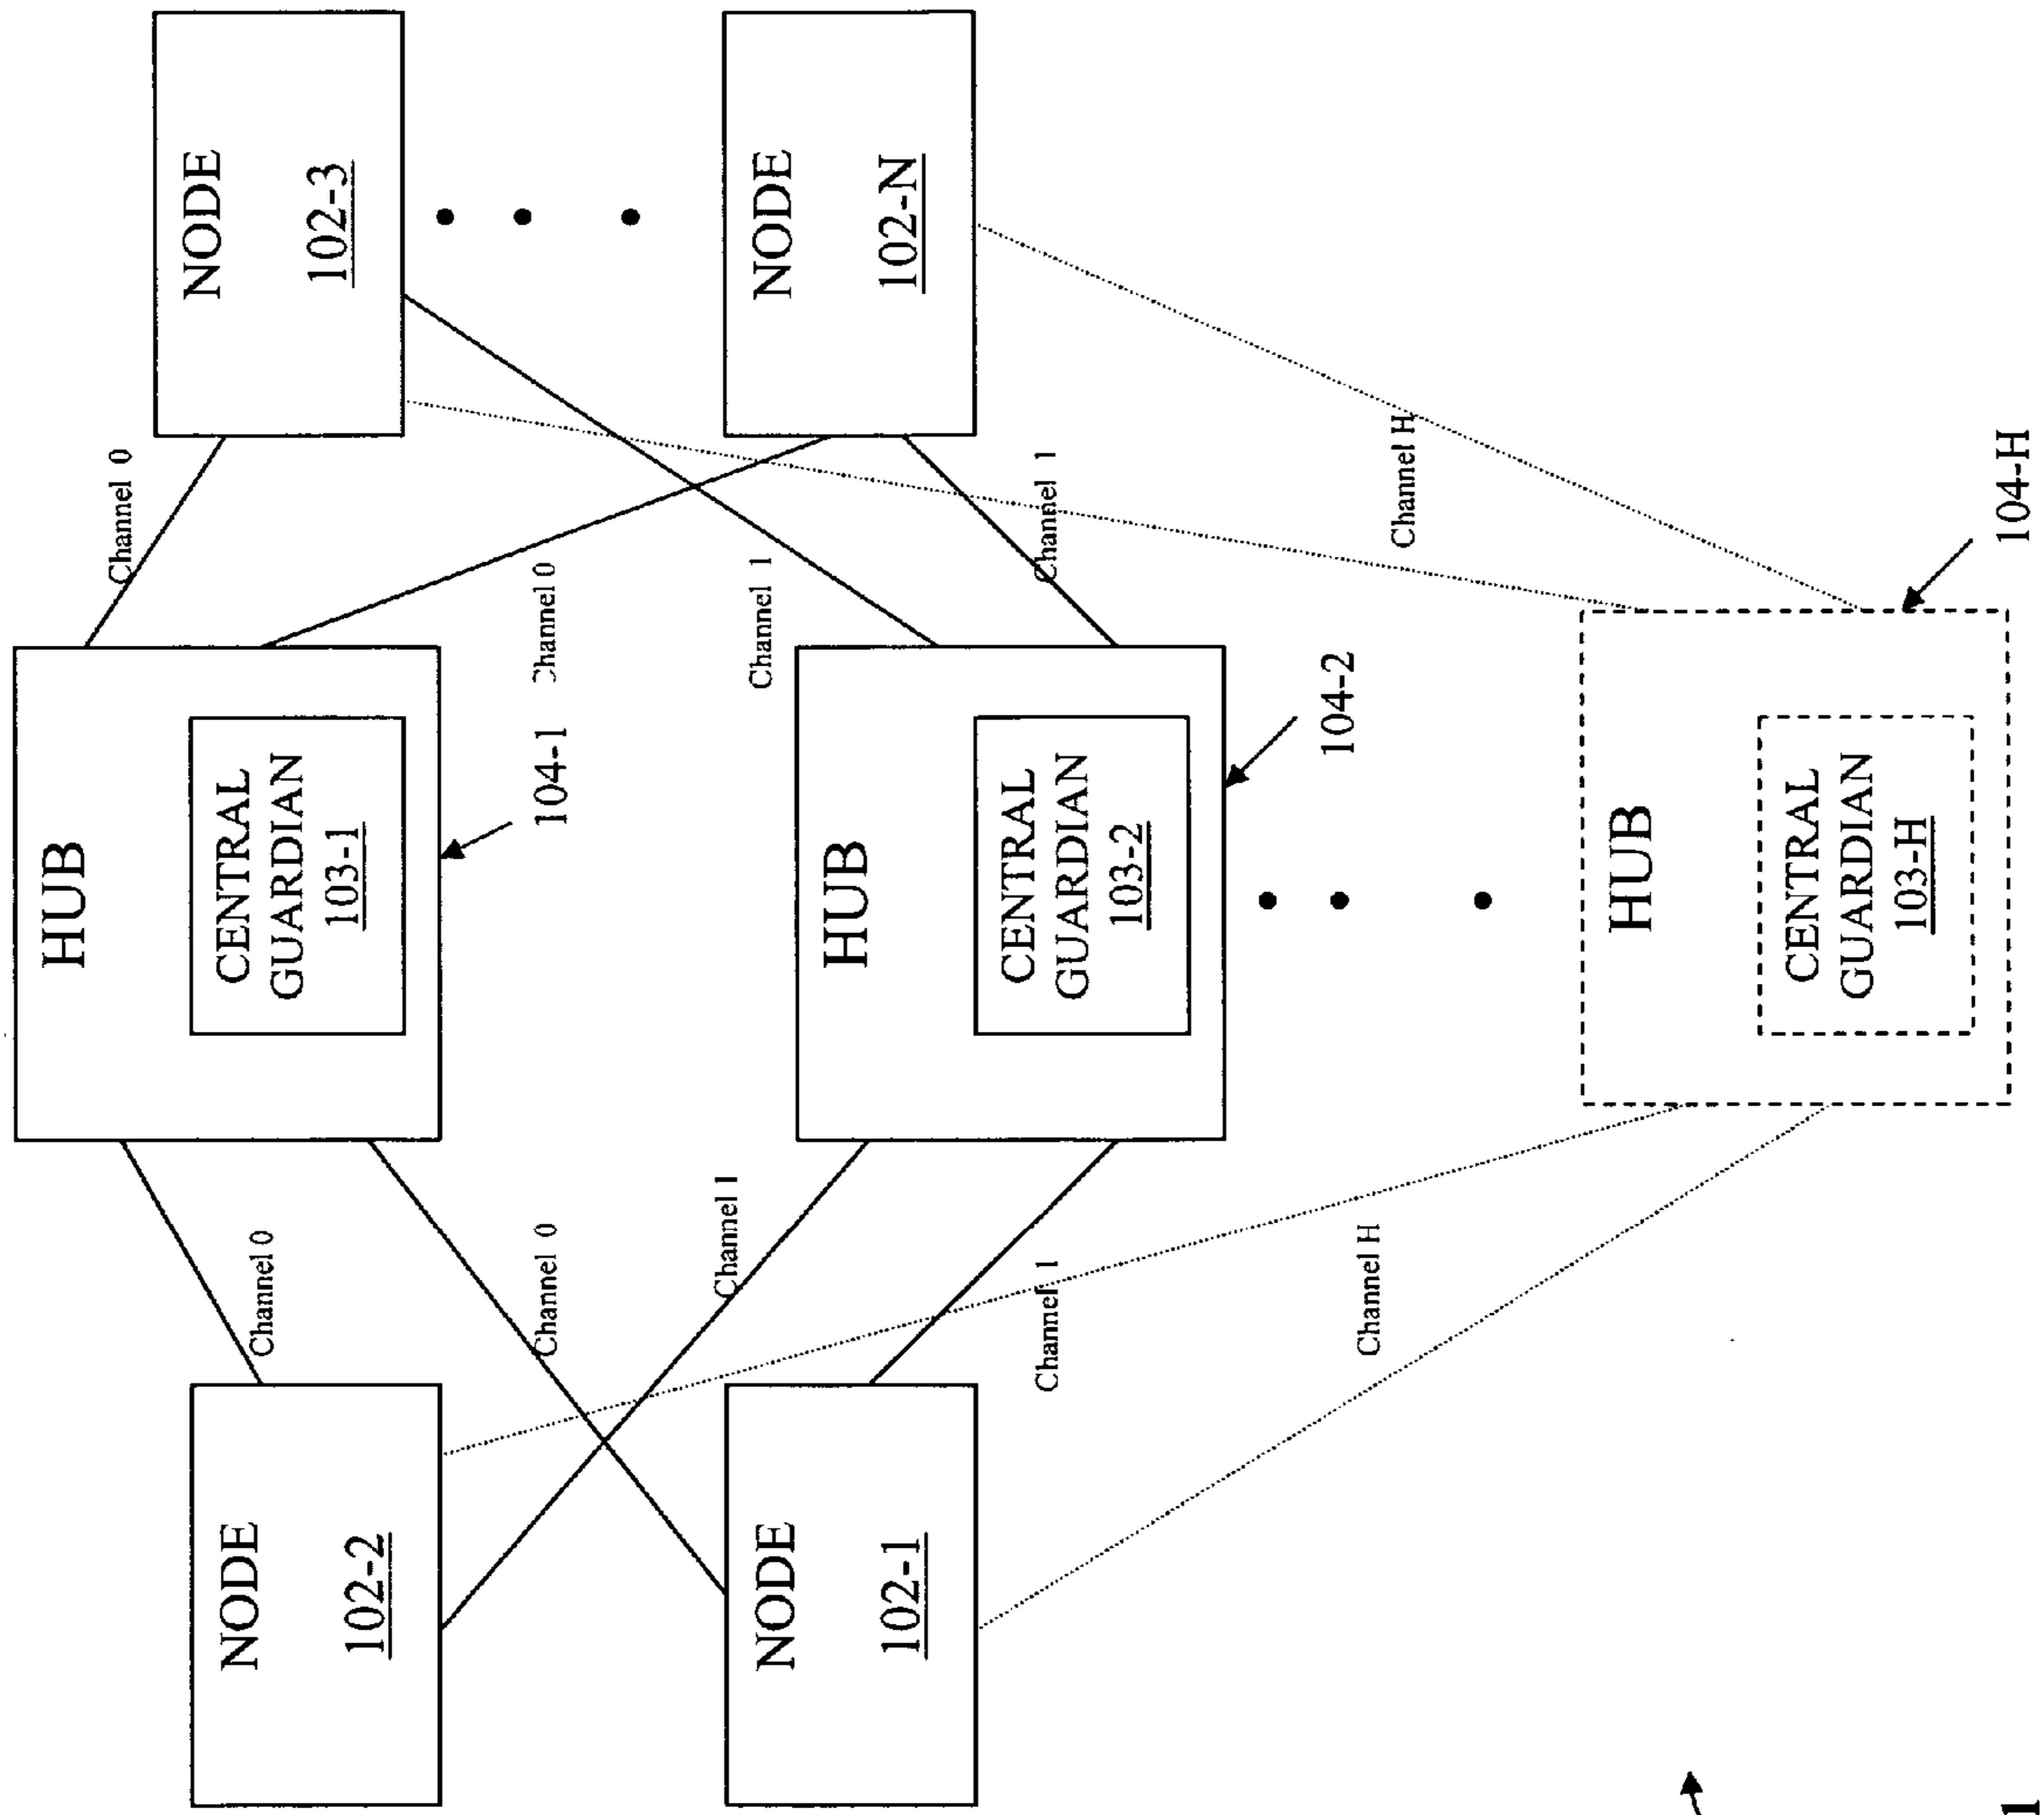 HUB
CENTRAL
GUARDIAN
103-1
104-1
NODE
102-2
NODE
102-3
Channel 0
Channel 0
Channel 0
Channel 0
HUB
CENTRAL
GUARDIAN
103-2
104-2
NODE
102-1
NODE
102-N
Channel 1
Channel 1
Channel 1
Channel 1
HUB
CENTRAL
GUARDIAN
103-H
104-H
Channel H
Channel H
1